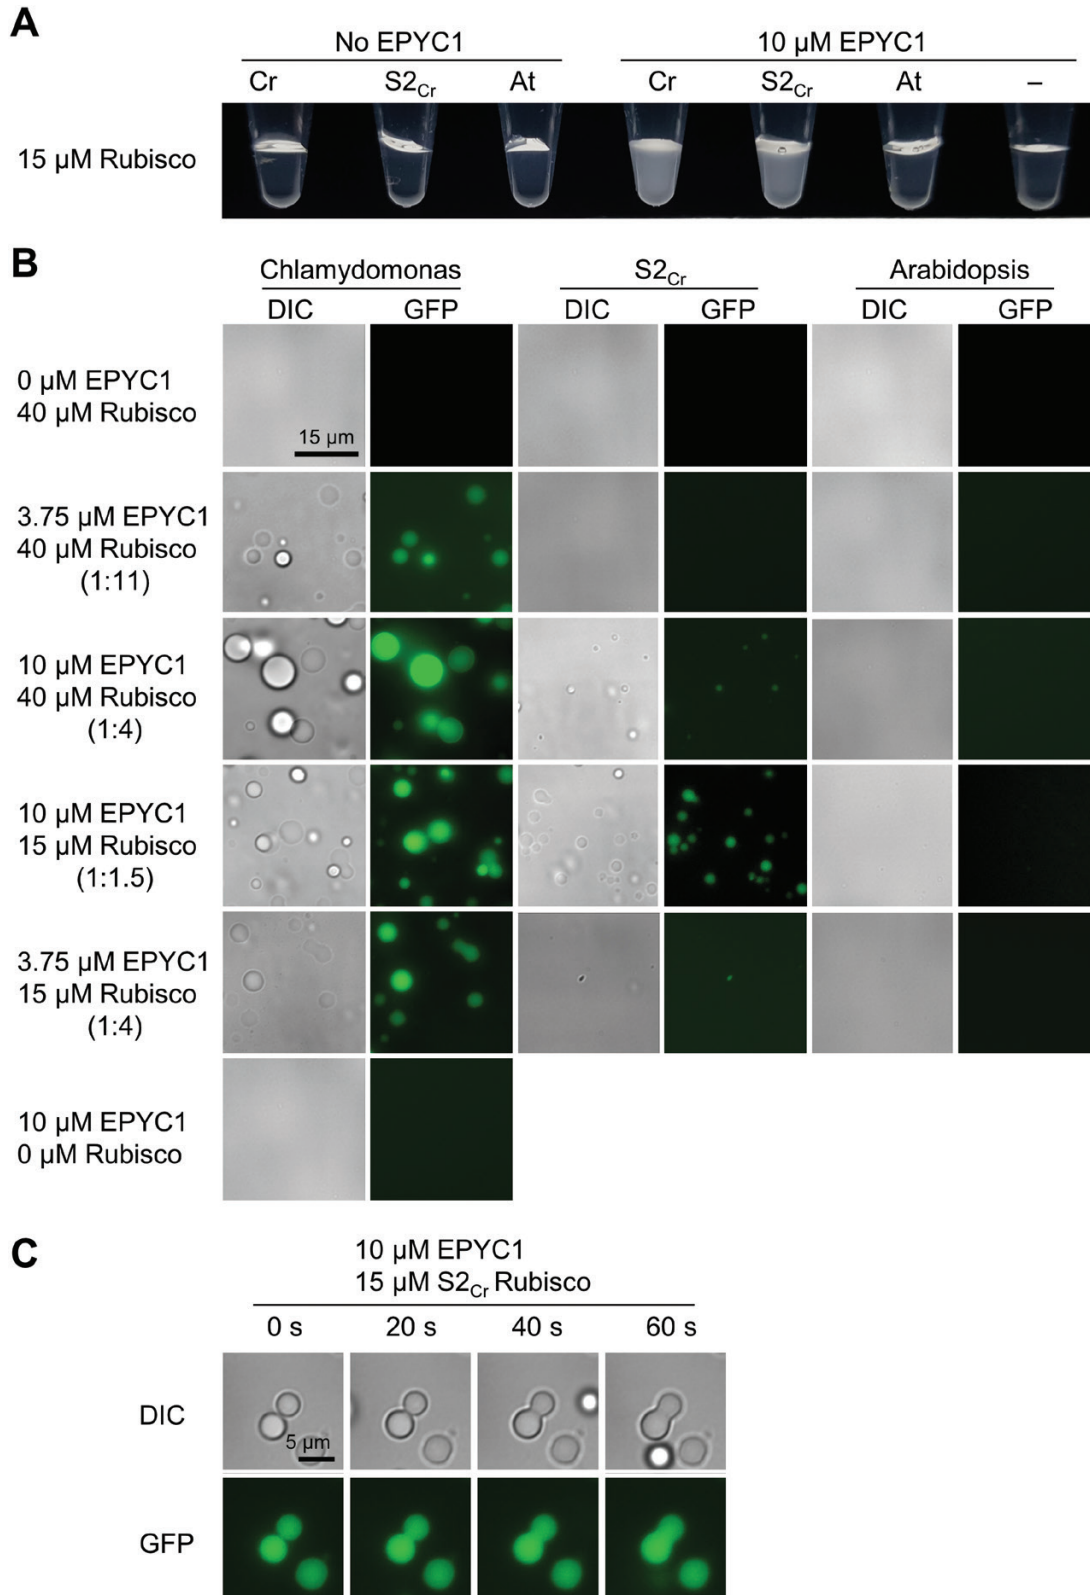 A
No EPYC1 10 µM EPYC1
Cr S2Cr At Cr S2Cr At –
15 µM Rubisco
B
Chlamydomonas S2Cr Arabidopsis
DIC GFP DIC GFP DIC GFP
0 µM EPYC1
40 µM Rubisco
15 µm
3.75 µM EPYC1
40 µM Rubisco
(1:11)
10 µM EPYC1
40 µM Rubisco
(1:4)
10 µM EPYC1
15 µM Rubisco
(1:1.5)
3.75 µM EPYC1
15 µM Rubisco
(1:4)
10 µM EPYC1
0 µM Rubisco
C
10 µM EPYC1
15 µM S2Cr Rubisco
0 s 20 s 40 s 60 s
DIC
5 µm
GFP